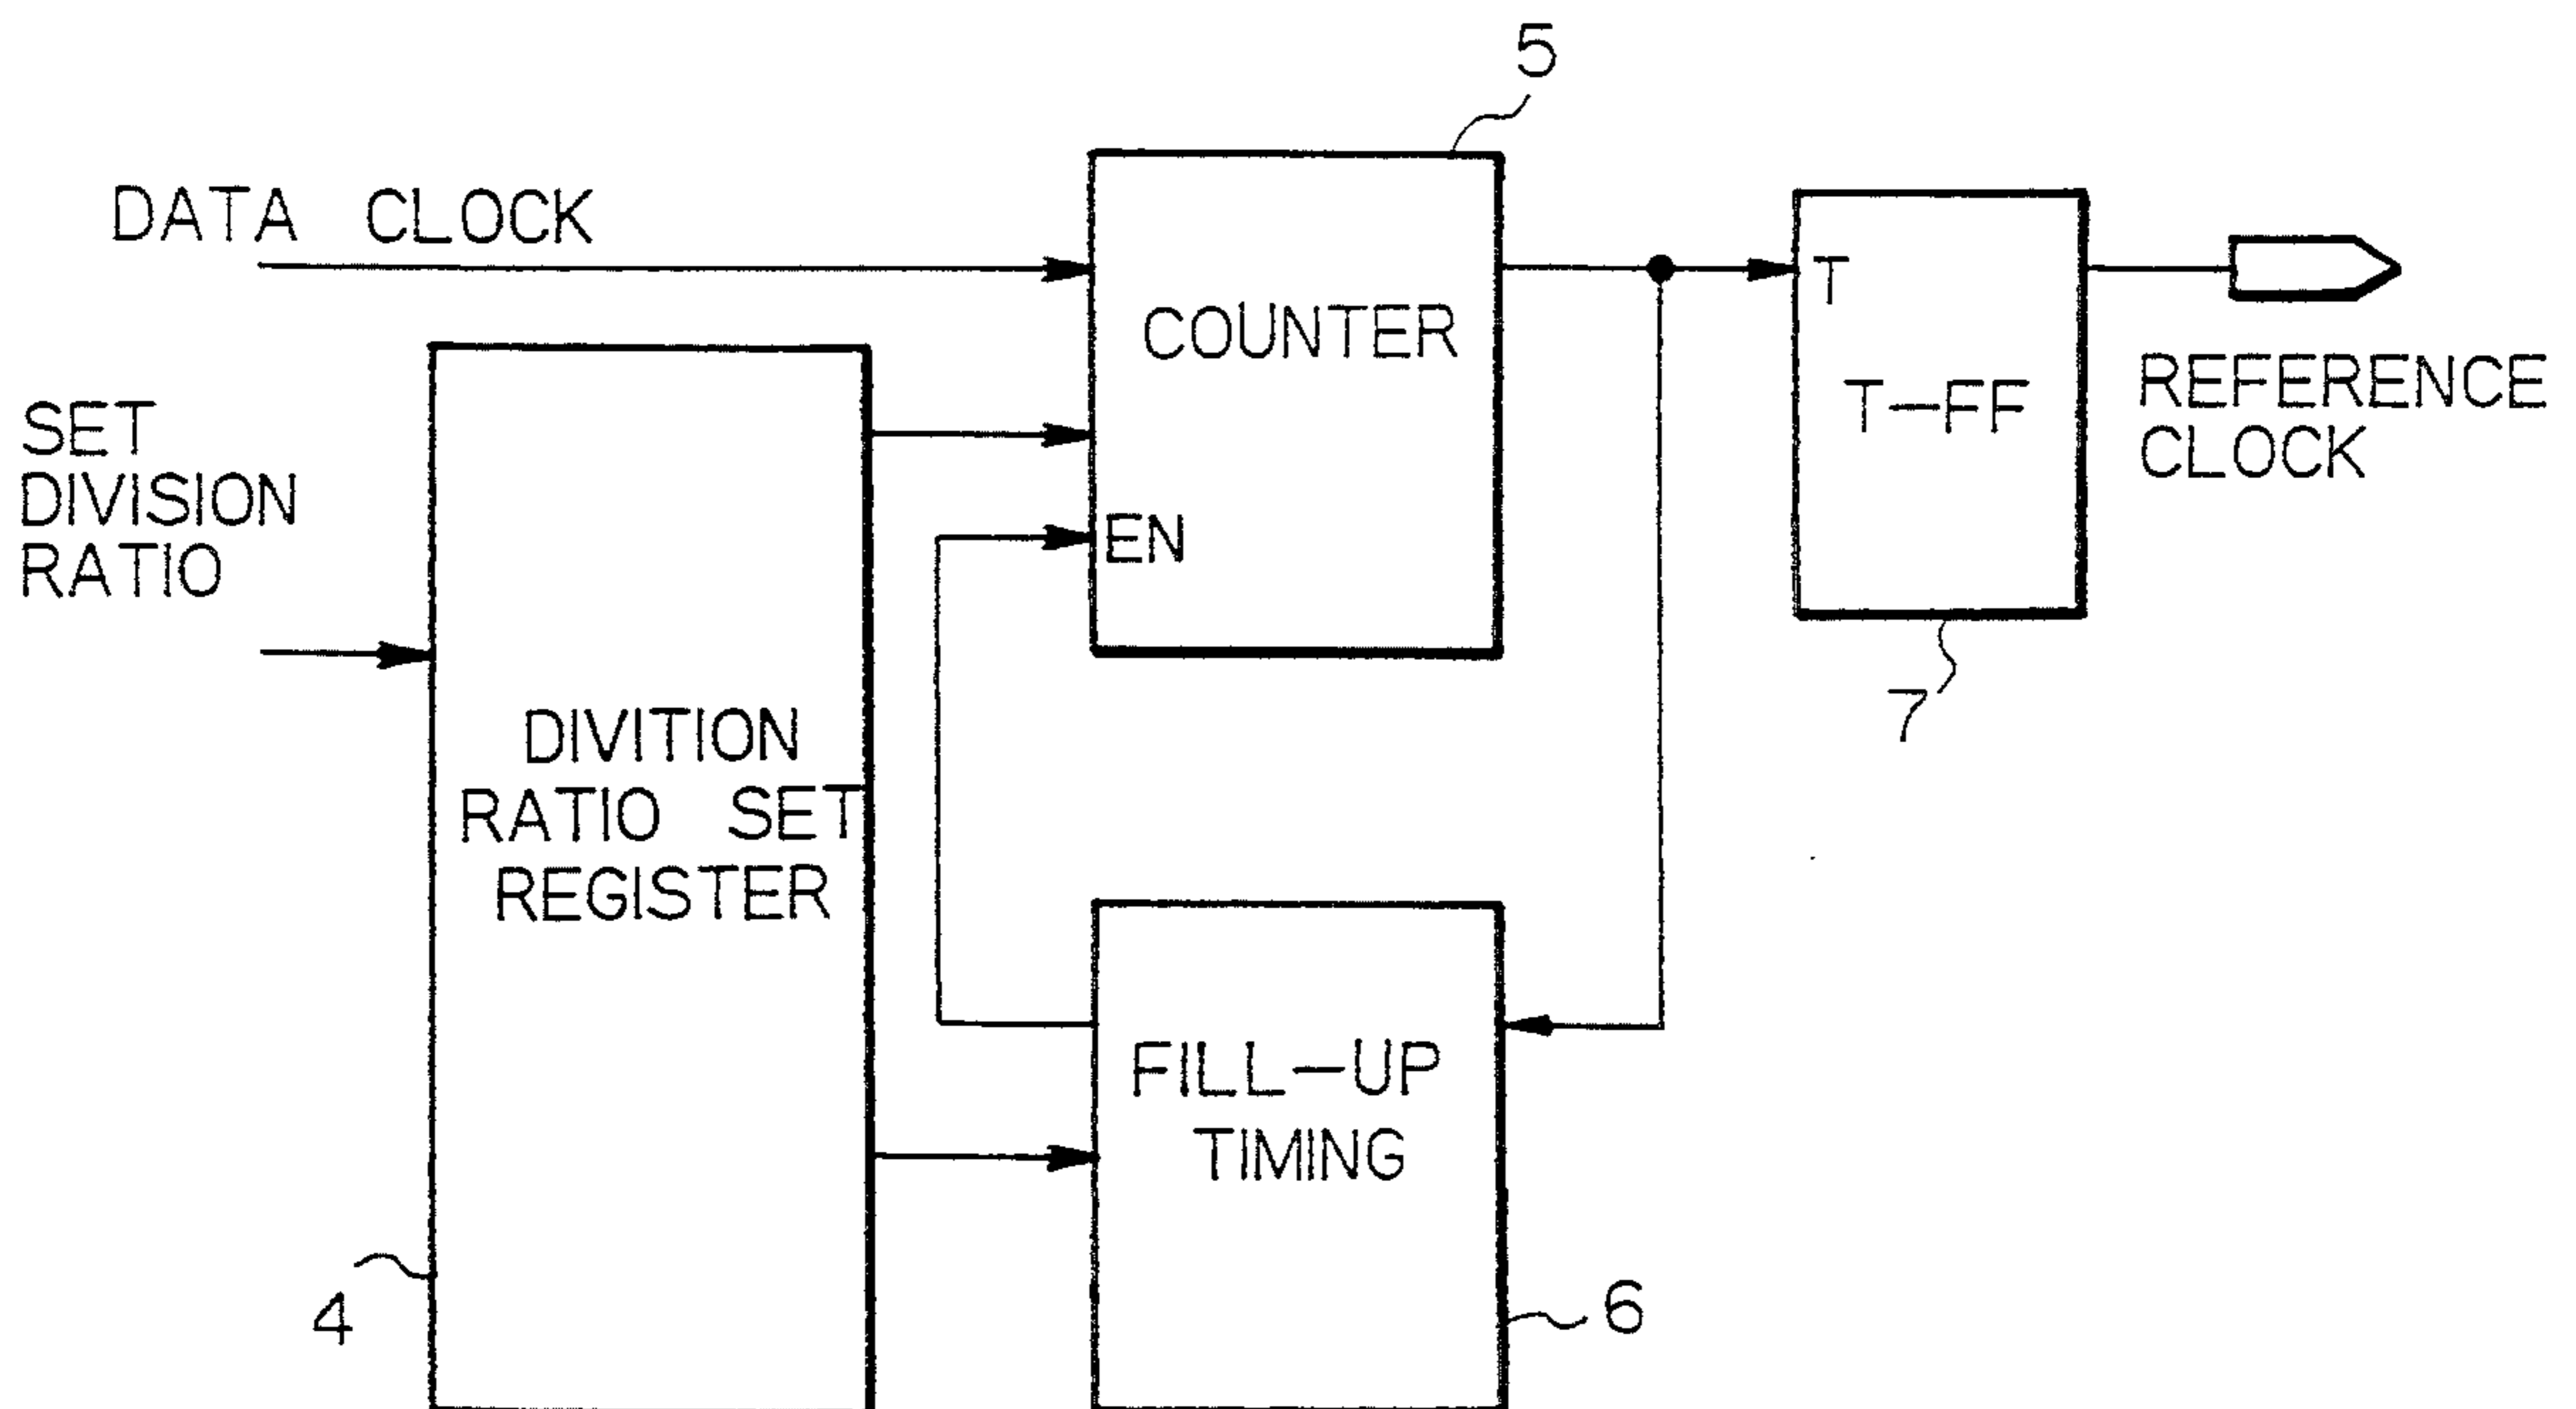 5
DATA CLOCK
COUNTER
T
T-FF
REFERENCE
CLOCK
SET
DIVISION
RATIO
EN
7
DIVITION
RATIO SET
REGISTER
FILL-UP
TIMING
4
6